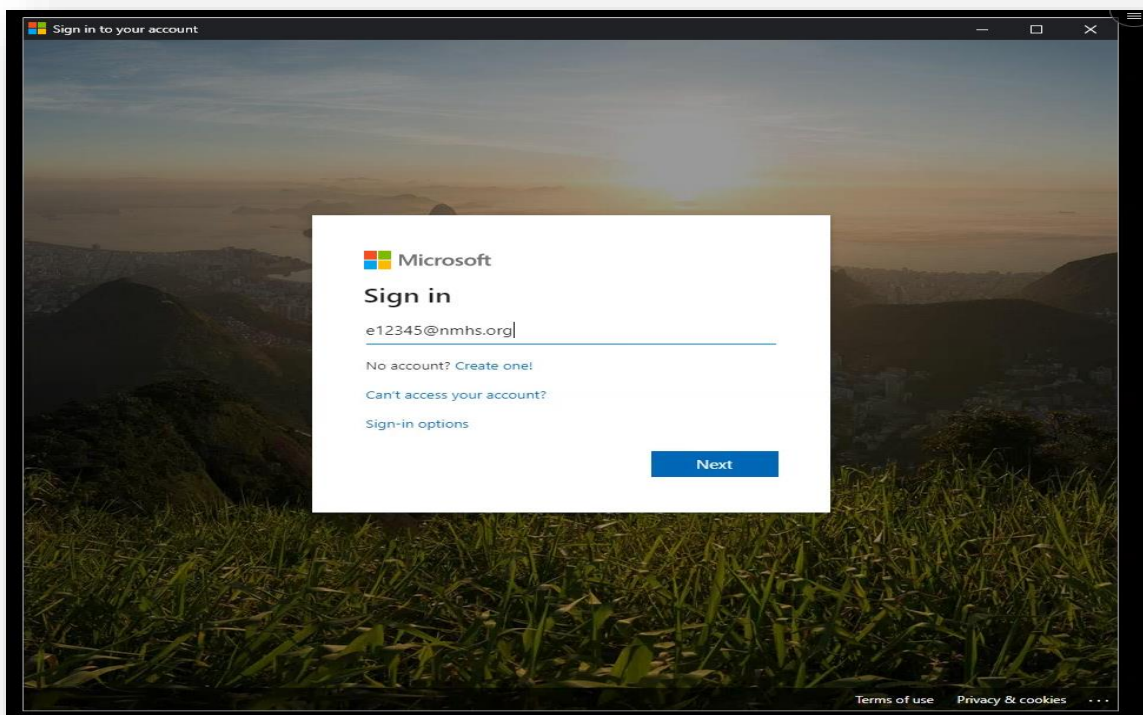 Sign in to your account
Microsoft
Sign in
e12345@nmhs.org
No account? Create one!
Can't access your account?
Sign-in options
Next
Terms of use Privacy & cookies ...